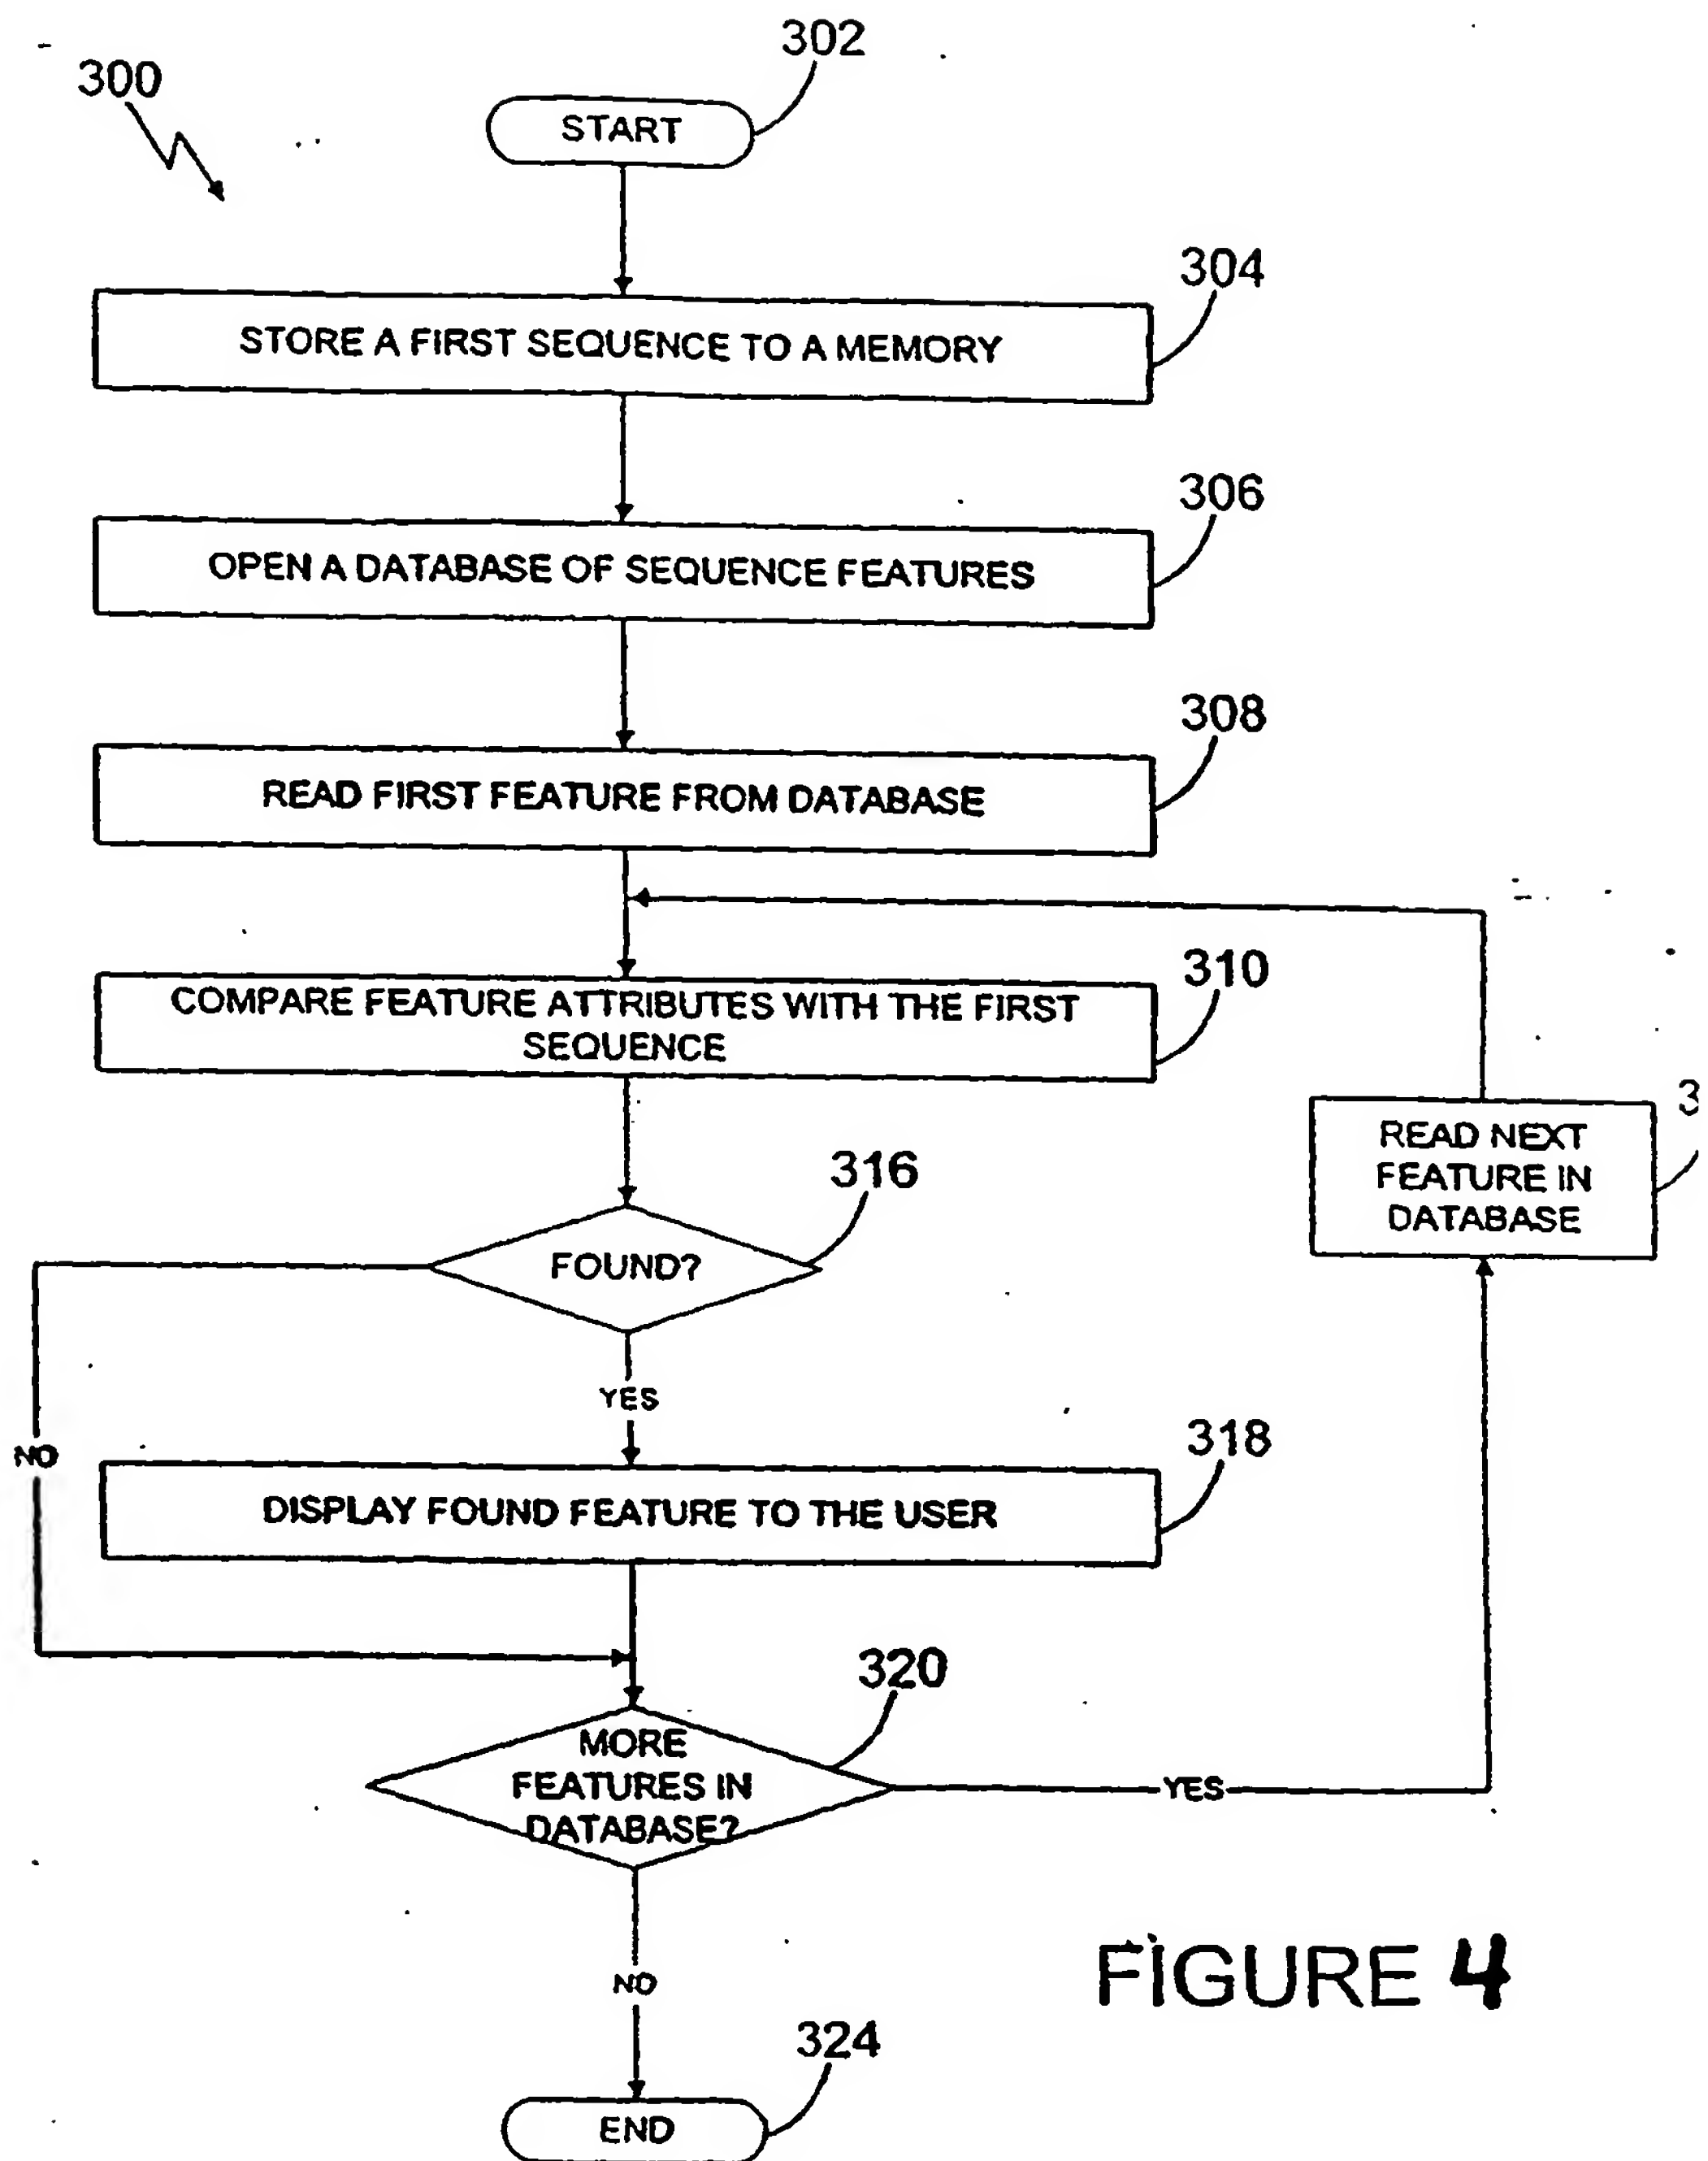 302
300
START
304
STORE A FIRST SEQUENCE TO A MEMORY
306
OPEN A DATABASE OF SEQUENCE FEATURES
308
READ FIRST FEATURE FROM DATABASE
310
COMPARE FEATURE ATTRIBUTES WITH THE FIRST
SEQUENCE
3
READ NEXT
FEATURE IN
DATABASE
316
FOUND?
YES
NO
318
DISPLAY FOUND FEATURE TO THE USER
320
MORE
FEATURES IN
DATABASE?
YES
NO
FIGURE 4
324
END